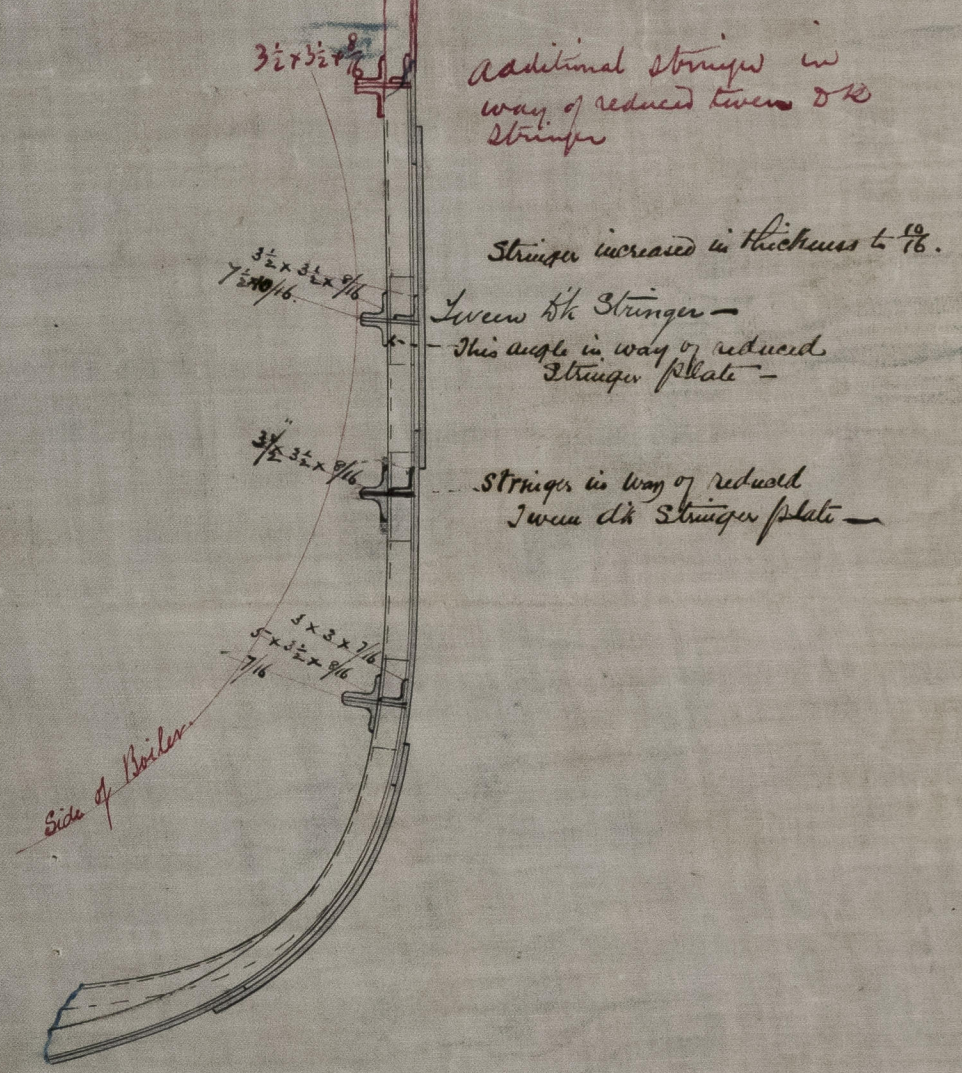 3½ × 3½ × 8/16
Additional stringer in
way of reduced tween Dk
Stringer
Stringer increased in thickness to 10/16.
3½ × 3½ × 8/16
Tween Dk Stringer —
This angle in way of reduced
Stringer plate —
3½ × 3½ × 8/16
Stringer in way of reduced
Tween dk Stringer plate —
3 × 3 × 7/16
5 × 3½ × 8/16
7/16
Side of Boiler.